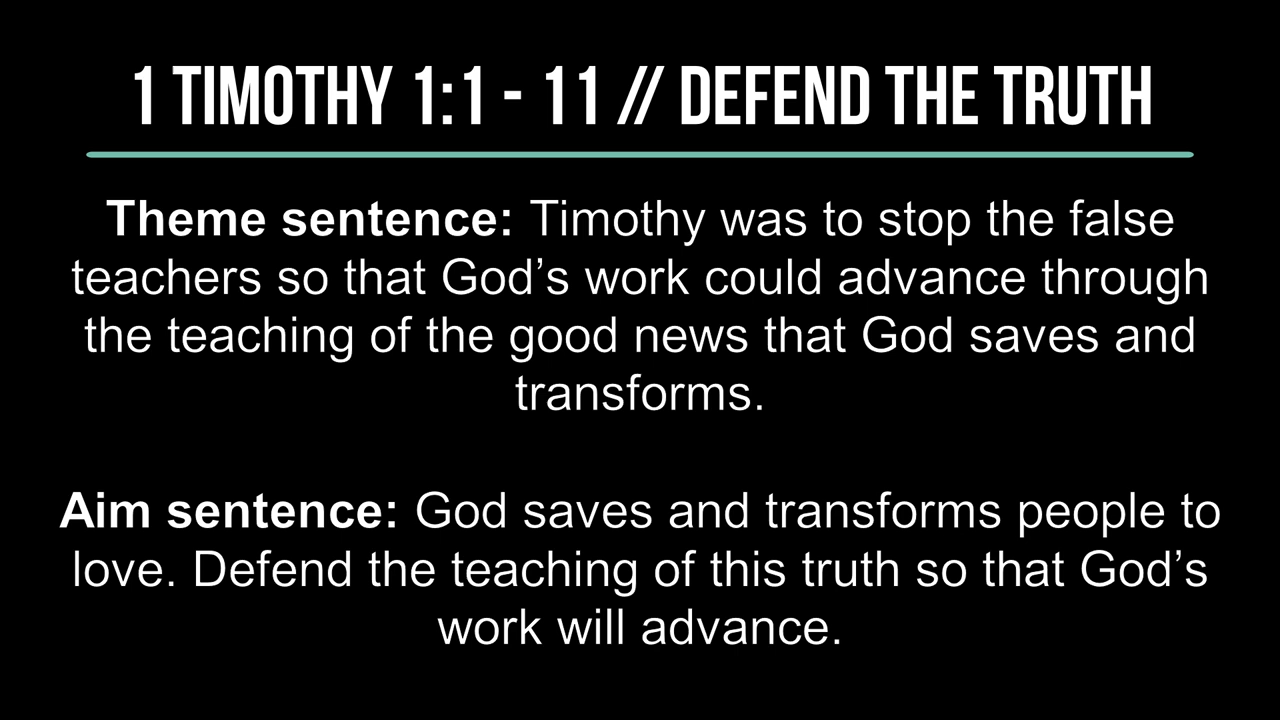 1 TIMOTHY 1:1 - 11 // DEFEND THE TRUTH
Theme sentence: Timothy was to stop the false
teachers so that God’s work could advance through
the teaching of the good news that God saves and
transforms.
Aim sentence: God saves and transforms people to
love. Defend the teaching of this truth so that God’s
work will advance.